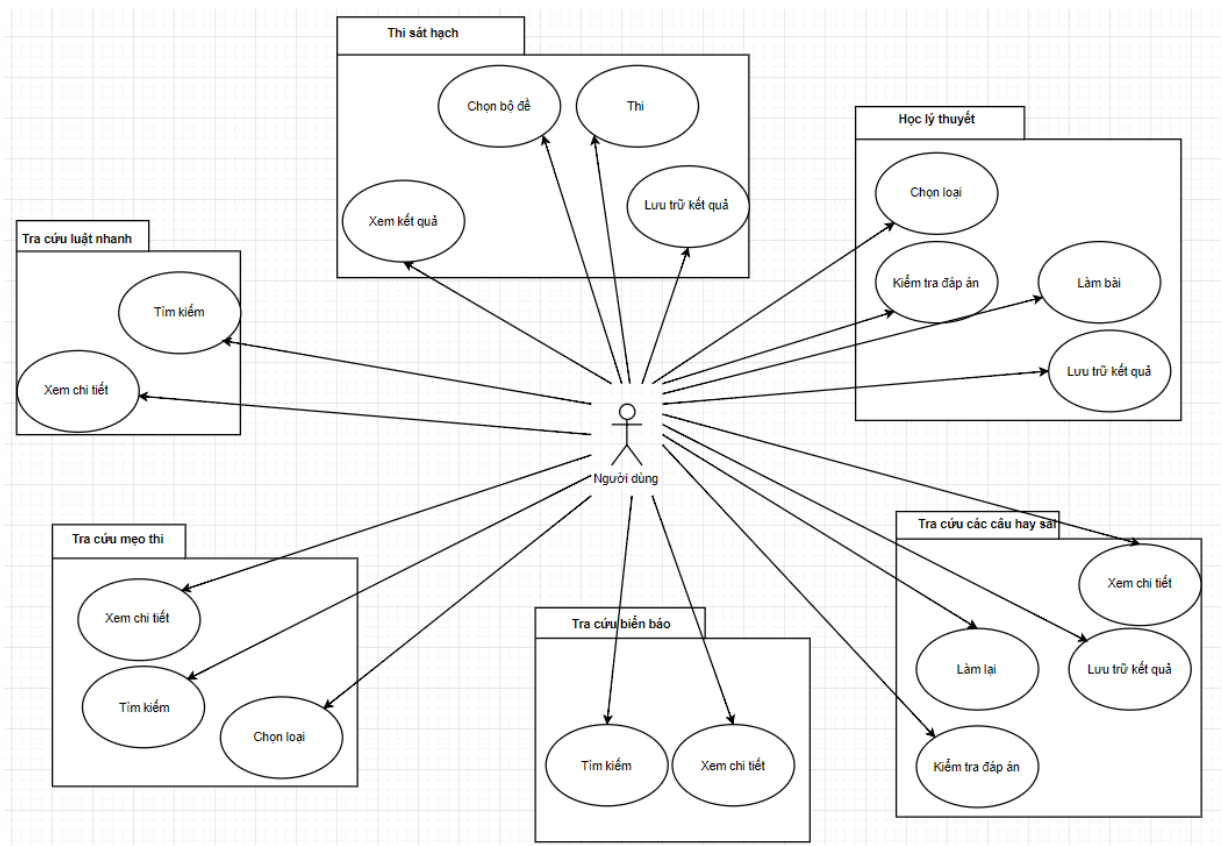 Thi sát hạch
Chọn bộ đề
Thi
Xem kết quả
Lưu trữ kết quả
Học lý thuyết
Chọn loại
Kiểm tra đáp án
Làm bài
Lưu trữ kết quả
Tra cứu luật nhanh
Tìm kiếm
Xem chi tiết
Người dùng
Tra cứu mẹo thi
Xem chi tiết
Tìm kiếm
Chọn loại
Tra cứu biển báo
Tìm kiếm
Xem chi tiết
Tra cứu các câu hay sai
Xem chi tiết
Làm lại
Lưu trữ kết quả
Kiểm tra đáp án